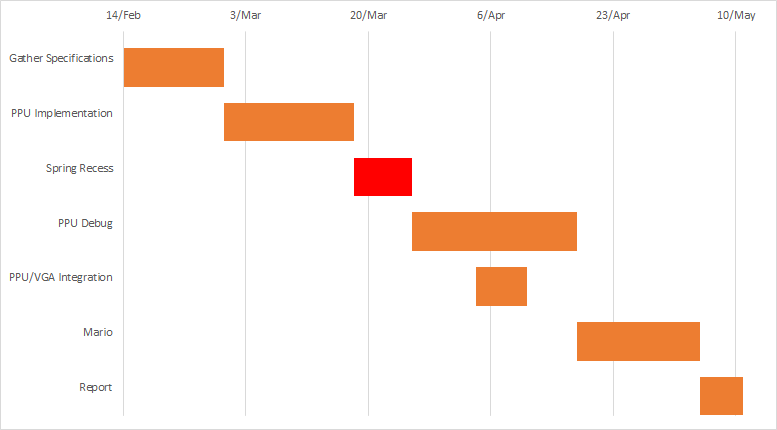 14/Feb 3/Mar 20/Mar 6/Apr 23/Apr 10/May
Gather Specifications
PPU Implementation
Spring Recess
PPU Debug
PPU/VGA Integration
Mario
Report